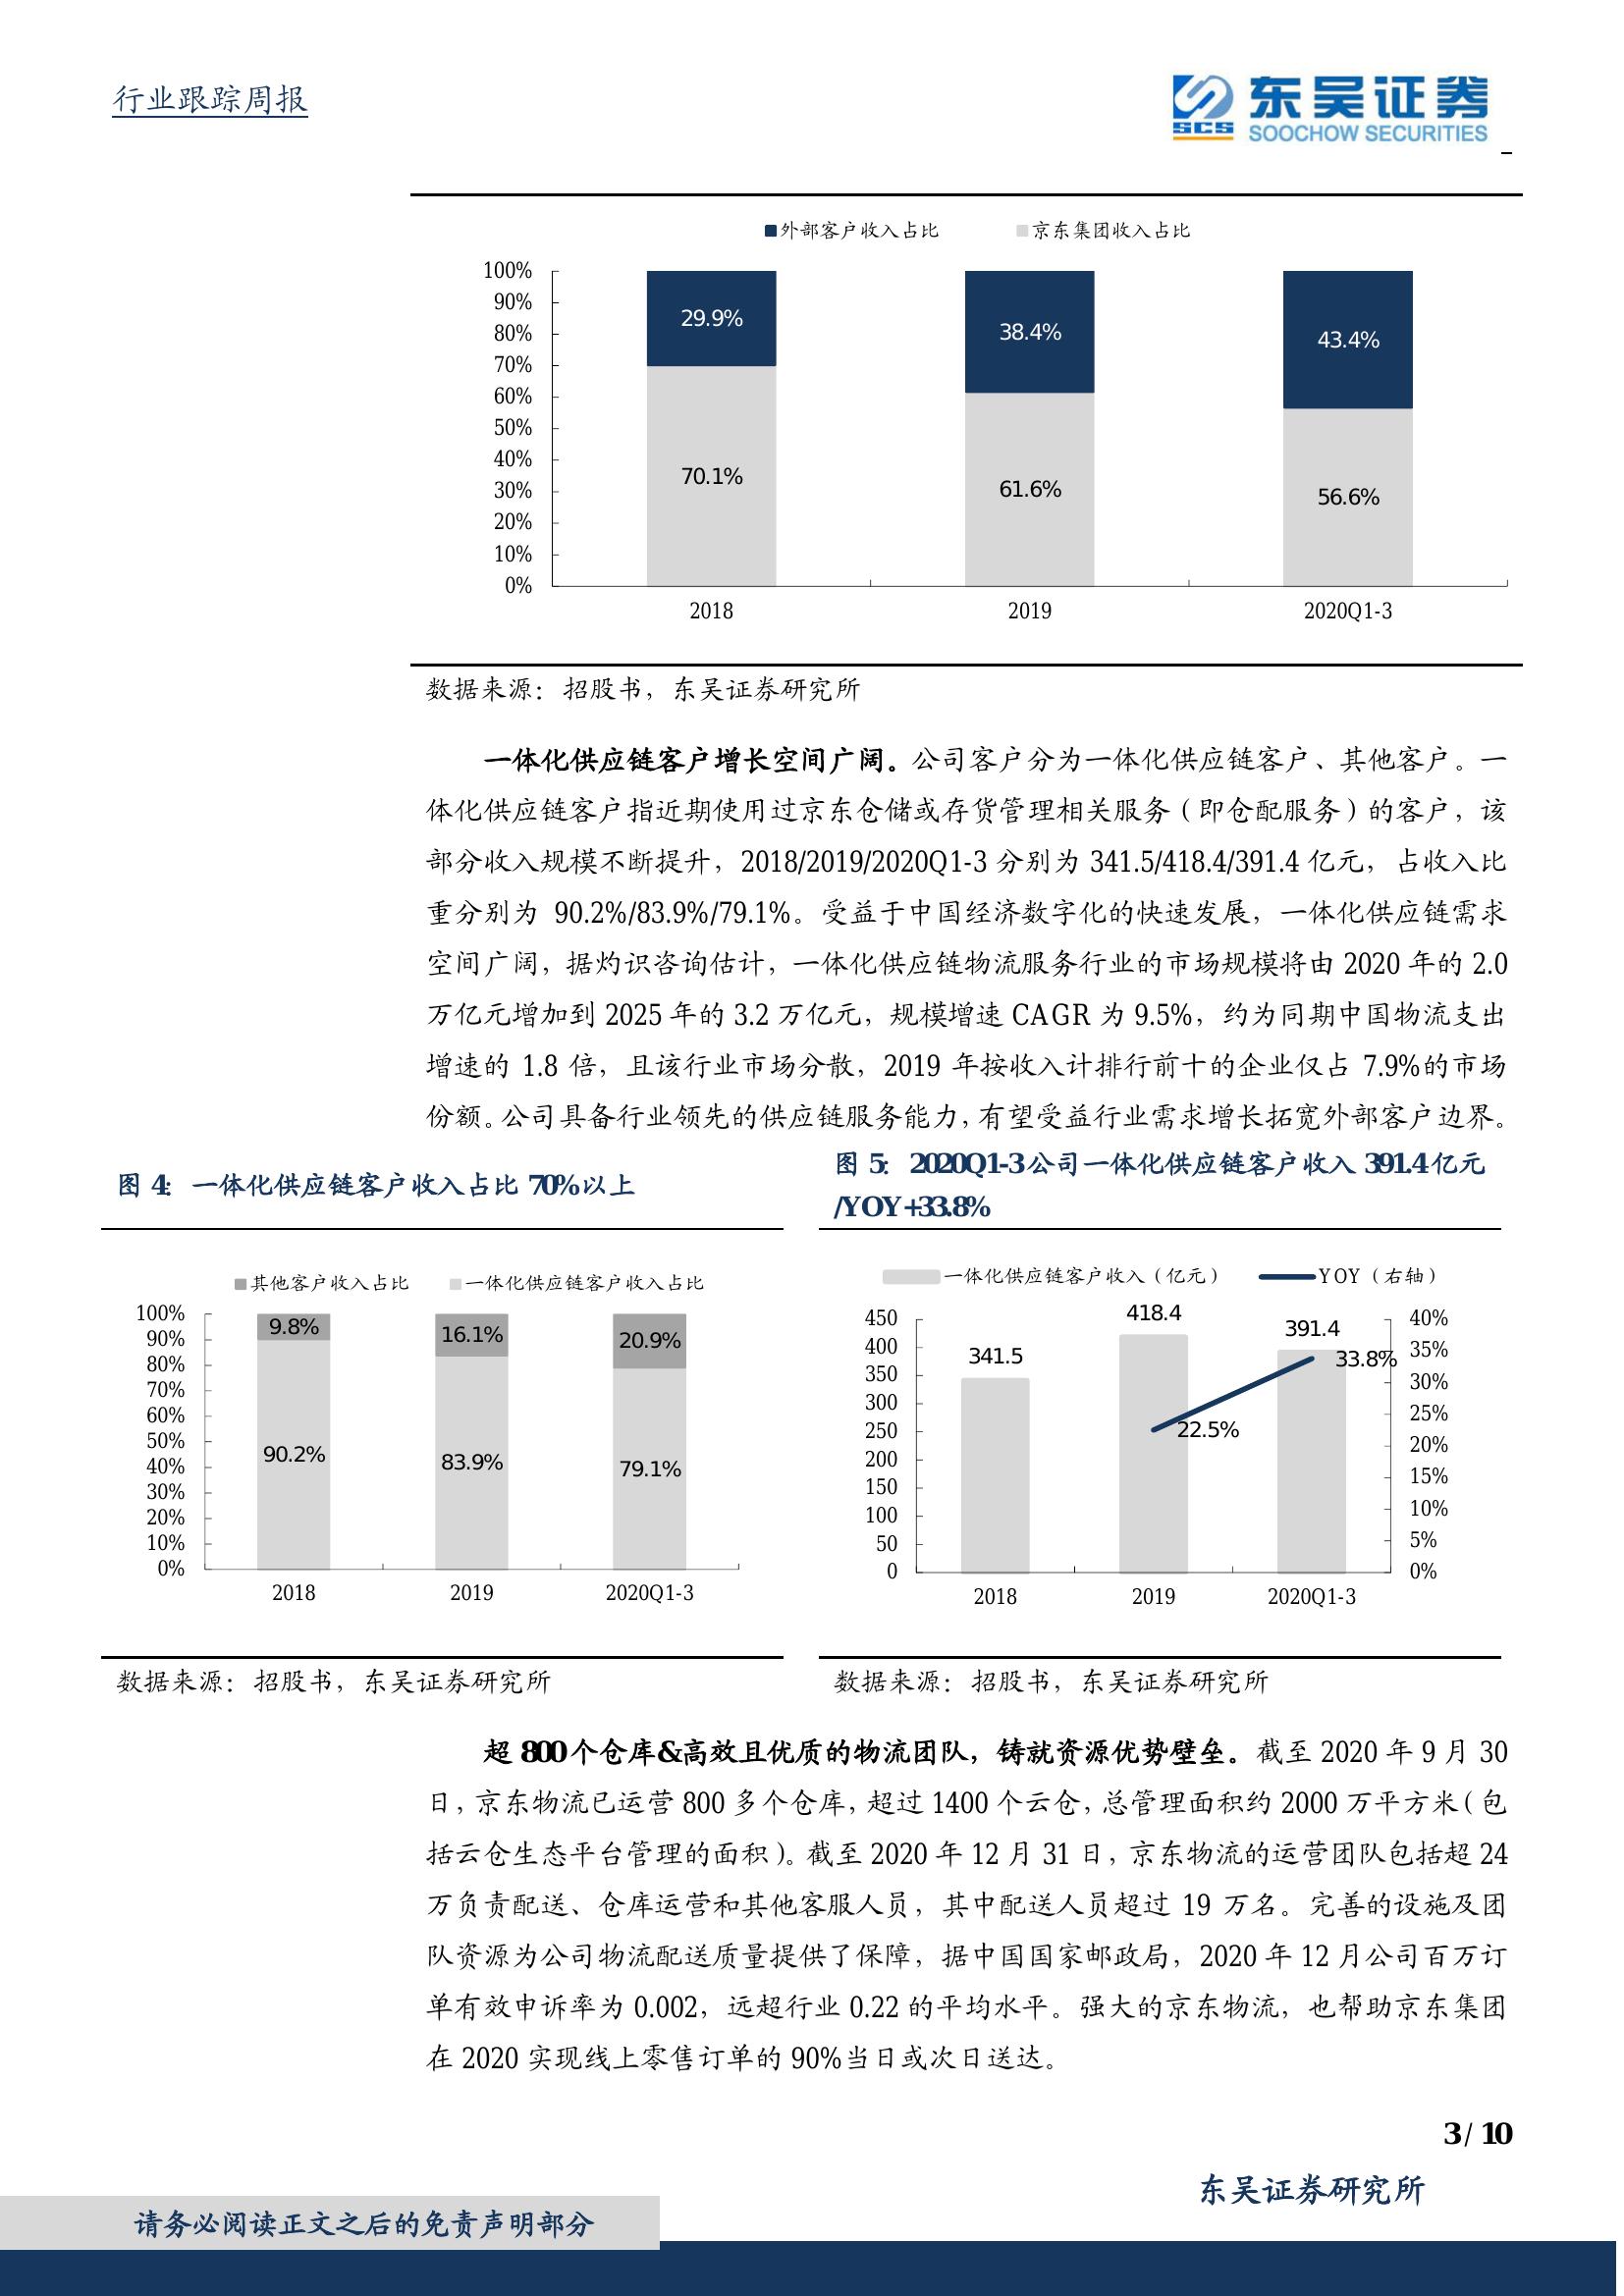 行业跟踪周报
东吴证券
SCS
SOOCHOW SECURITIES
外部客户收入占比 京东集团收入占比
100%
90%
80%
70%
60%
50%
40%
30%
20%
10%
0%
29.9% 38.4% 43.4%
70.1% 61.6% 56.6%
2018 2019 2020Q1-3
数据来源：招股书，东吴证券研究所
一体化供应链客户增长空间广阔。公司客户分为一体化供应链客户、其他客户。一
体化供应链客户指近期使用过京东仓储或存货管理相关服务（即仓配服务）的客户，该
部分收入规模不断提升，2018/2019/2020Q1-3 分别为 341.5/418.4/391.4 亿元，占收入比
重分别为 90.2%/83.9%/79.1%。受益于中国经济数字化的快速发展，一体化供应链需求
空间广阔，据灼识咨询估计，一体化供应链物流服务行业的市场规模将由 2020 年的 2.0
万亿元增加到 2025 年的 3.2 万亿元，规模增速 CAGR 为 9.5%，约为同期中国物流支出
增速的 1.8 倍，且该行业市场分散，2019 年按收入计排行前十的企业仅占 7.9%的市场
份额。公司具备行业领先的供应链服务能力，有望受益行业需求增长拓宽外部客户边界。
图 4：一体化供应链客户收入占比 70%以上
其他客户收入占比 一体化供应链客户收入占比
100%
90%
80%
70%
60%
50%
40%
30%
20%
10%
0%
9.8% 16.1% 20.9%
90.2% 83.9% 79.1%
2018 2019 2020Q1-3
数据来源：招股书，东吴证券研究所
图 5：2020Q1-3 公司一体化供应链客户收入 391.4 亿元
/YOY+33.8%
一体化供应链客户收入（亿元） YOY（右轴）
450
400
350
300
250
200
150
100
50
0
341.5 418.4 391.4
22.5% 33.8%
40%
35%
30%
25%
20%
15%
10%
5%
0%
2018 2019 2020Q1-3
数据来源：招股书，东吴证券研究所
超 800 个仓库&高效且优质的物流团队，铸就资源优势壁垒。截至 2020 年 9 月 30
日，京东物流已运营 800 多个仓库，超过 1400 个云仓，总管理面积约 2000 万平方米（包
括云仓生态平台管理的面积）。截至 2020 年 12 月 31 日，京东物流的运营团队包括超 24
万负责配送、仓库运营和其他客服人员，其中配送人员超过 19 万名。完善的设施及团
队资源为公司物流配送质量提供了保障，据中国国家邮政局，2020 年 12 月公司百万订
单有效申诉率为 0.002，远超行业 0.22 的平均水平。强大的京东物流，也帮助京东集团
在 2020 实现线上零售订单的 90%当日或次日送达。
3 / 10
东吴证券研究所
请务必阅读正文之后的免责声明部分